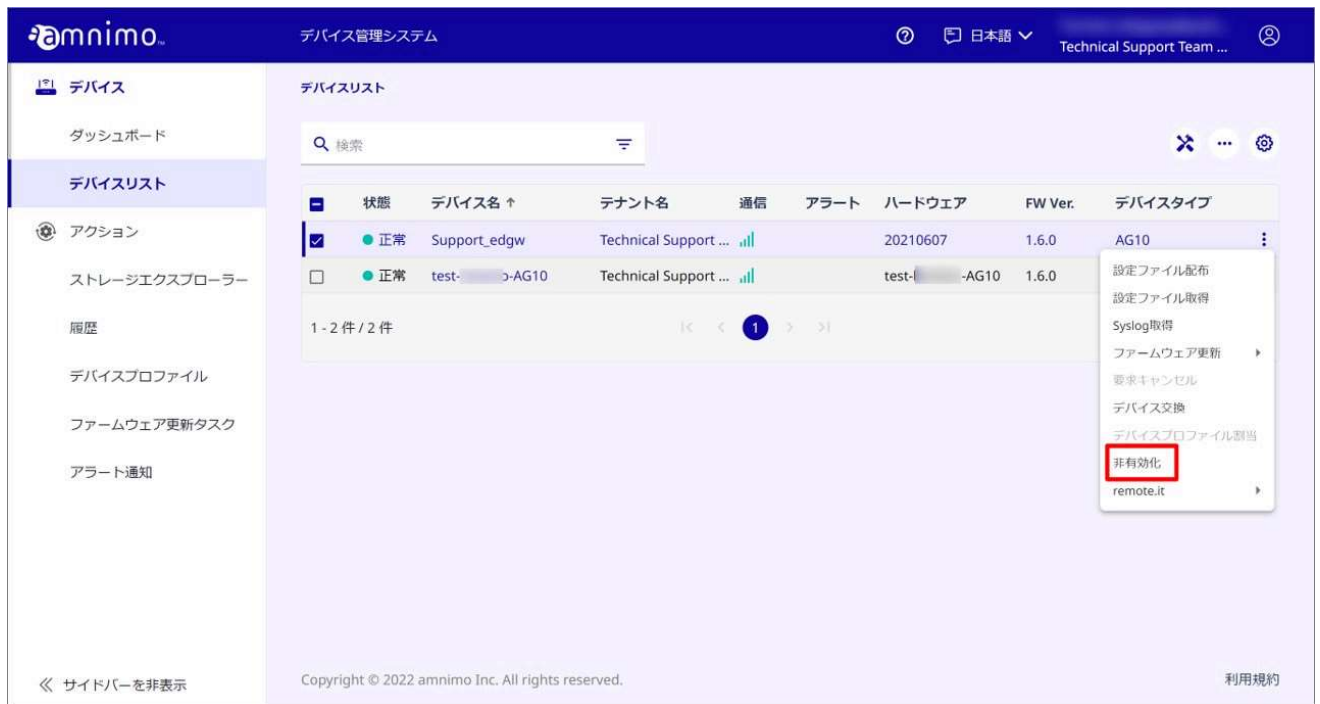 amnimo
デバイス管理システム
日本語
Technical Support Team ...
デバイス
ダッシュボード
デバイスリスト
アクション
ストレージエクスプローラー
履歴
デバイスプロファイル
ファームウェア更新タスク
アラート通知
サイドバーを非表示
デバイスリスト
検索
状態 デバイス名 ↑ テナント名 通信 アラート ハードウェア FW Ver. デバイスタイプ
正常 Support_edgw Technical Support ... 20210607 1.6.0 AG10
正常 test- -AG10 Technical Support ... test- -AG10 1.6.0
1 - 2 件 / 2 件
1
設定ファイル配布
設定ファイル取得
Syslog取得
ファームウェア更新
要求キャンセル
デバイス交換
デバイスプロファイル割当
非有効化
remote.it
Copyright © 2022 amnimo Inc. All rights reserved.
利用規約